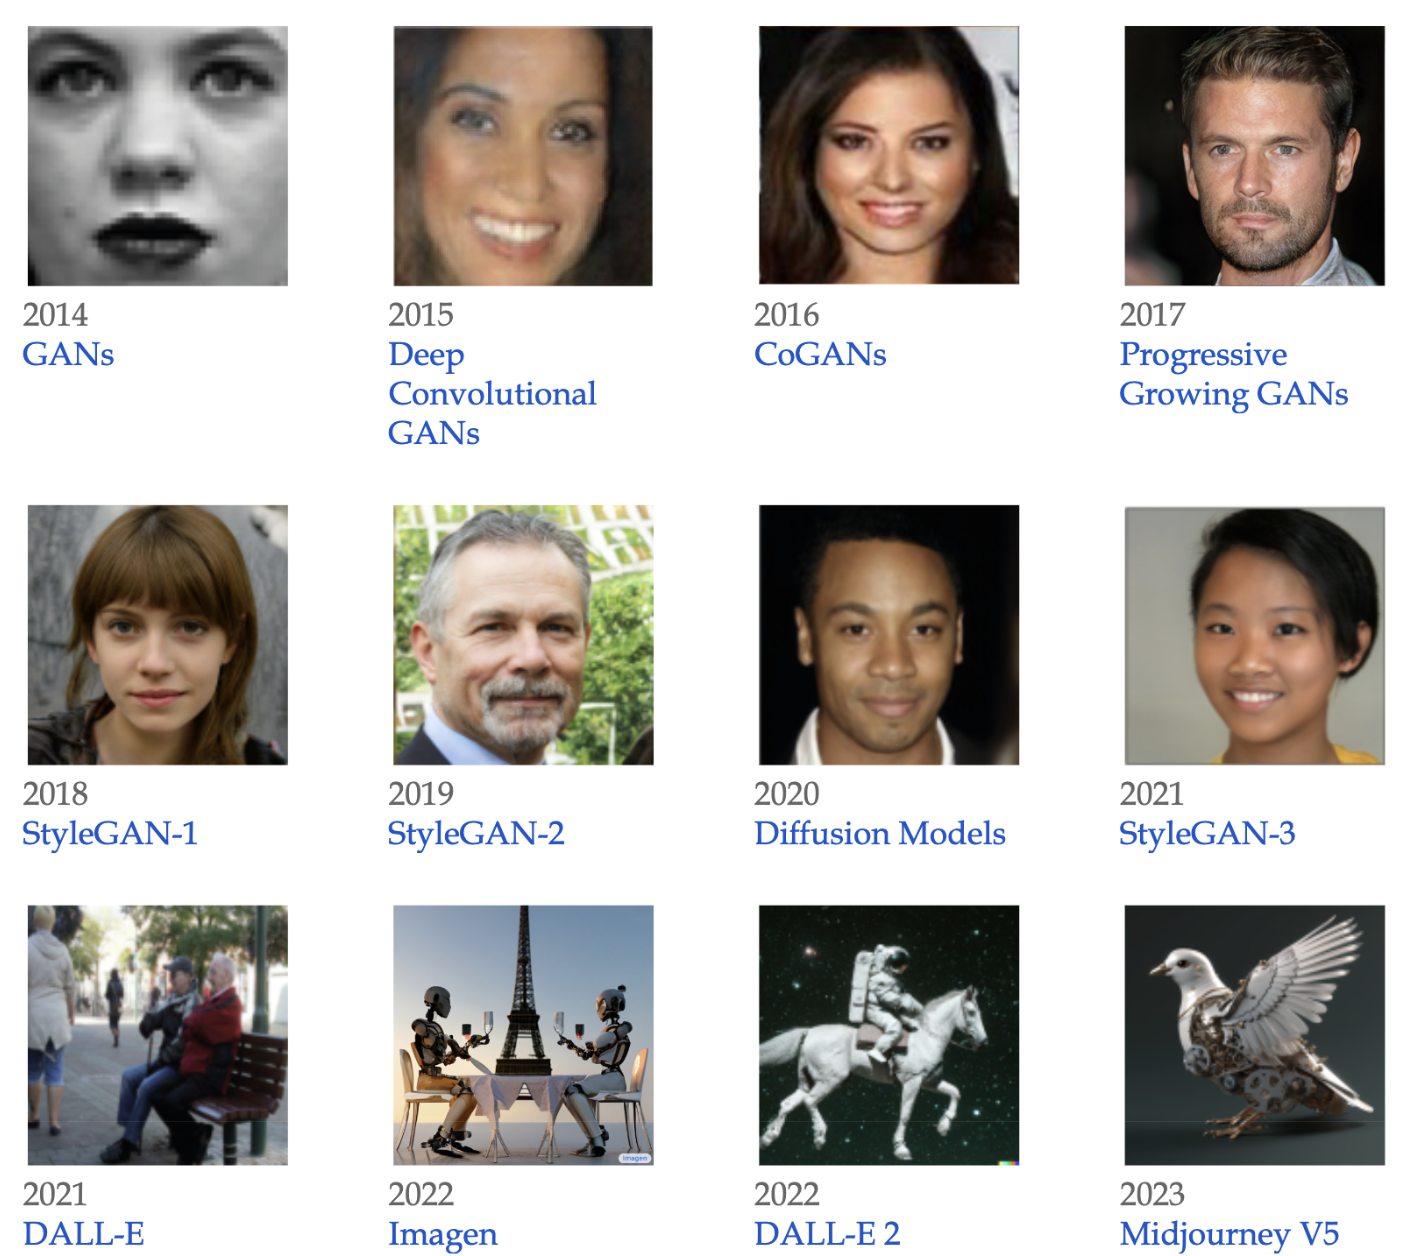 2014
GANs
2015
Deep
Convolutional
GANs
2016
CoGANs
2017
Progressive
Growing GANs
2018
StyleGAN-1
2019
StyleGAN-2
2020
Diffusion Models
2021
StyleGAN-3
2021
DALL-E
Imagen
2022
Imagen
2022
DALL-E 2
2023
Midjourney V5